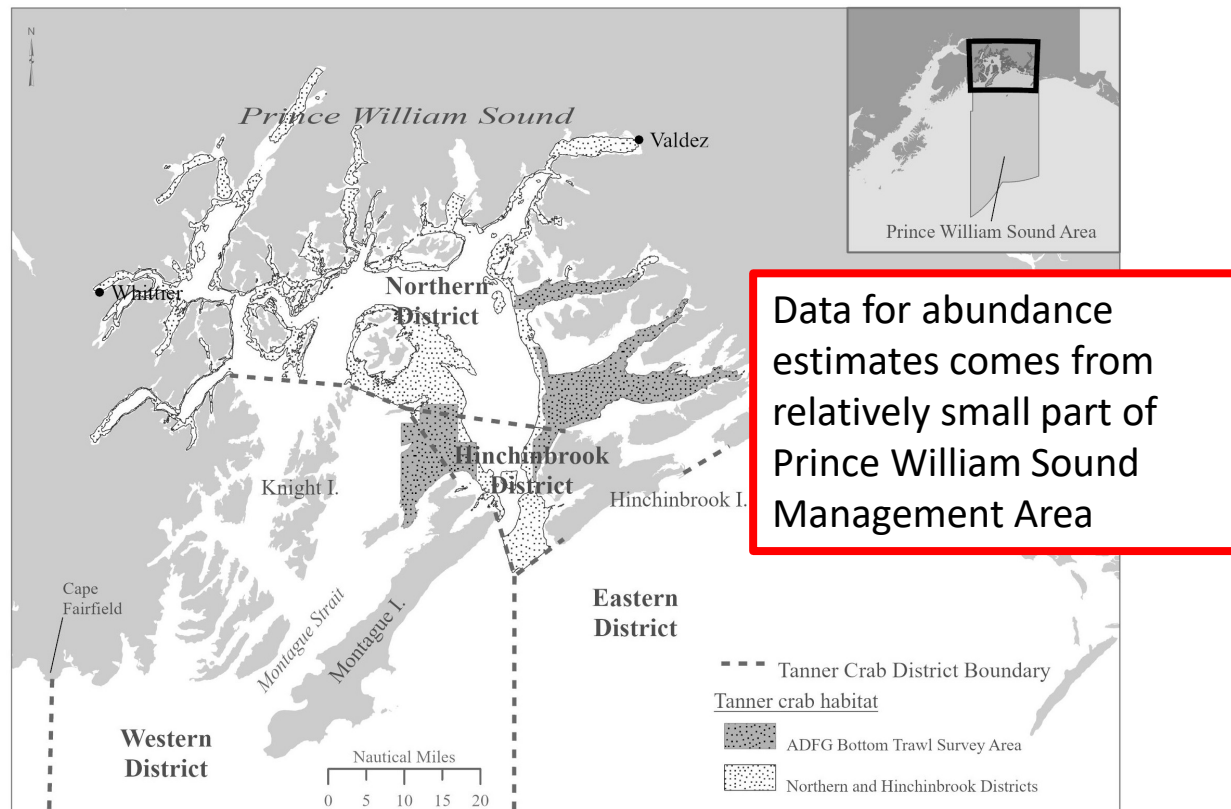 N
Prince William Sound
Valdez
Prince William Sound Area
Whittier
Northern
District
Data for abundance
estimates comes from
relatively small part of
Prince William Sound
Management Area
Hinchinbrook
District
Knight I.
Hinchinbrook I.
Cape
Fairfield
Montague Strait
Montague I.
Eastern
District
Western
District
Tanner Crab District Boundary
Tanner crab habitat
ADFG Bottom Trawl Survey Area
Northern and Hinchinbrook Districts
Nautical Miles
0 5 10 15 20